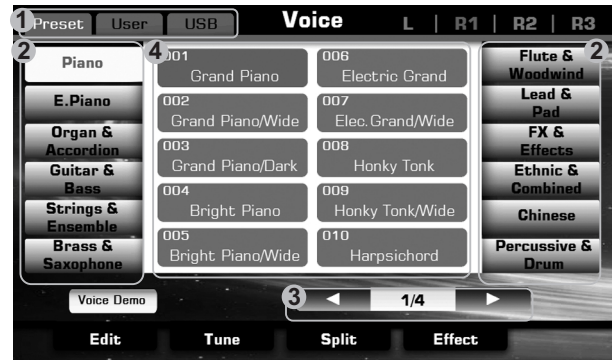 1 Preset User USB Voice L | R1 | R2 | R3
2
Piano
E.Piano
Organ &
Accordion
Guitar &
Bass
Strings &
Ensemble
Brass &
Saxophone
4
001
Grand Piano
002
Grand Piano/Wide
003
Grand Piano/Dark
004
Bright Piano
005
Bright Piano/Wide
006
Electric Grand
007
Elec.Grand/Wide
008
Honky Tonk
009
Honky Tonk/Wide
010
Harpsichord
2
Flute &
Woodwind
Lead &
Pad
FX &
Effects
Ethnic &
Combined
Chinese
Percussive &
Drum
Voice Demo
3 ◀ 1/4 ▶
Edit Tune Split Effect